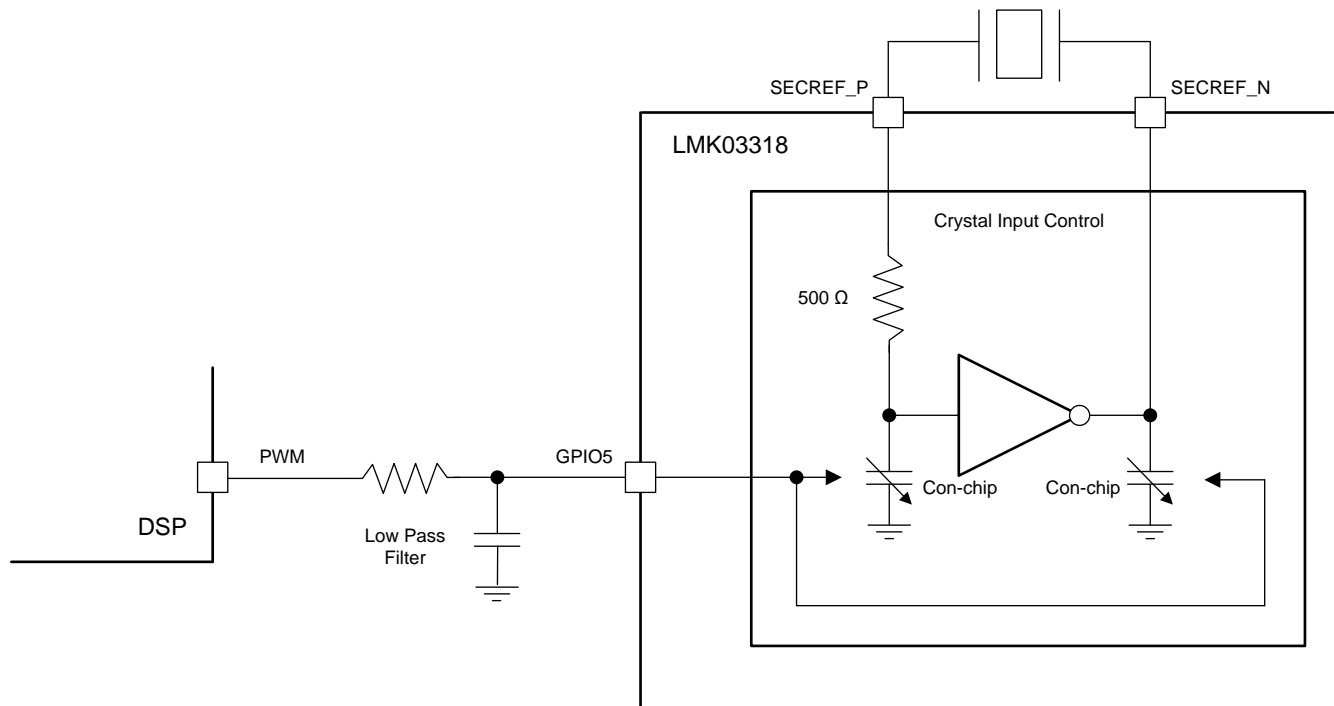 SECREF_P
SECREF_N
LMK03318
Crystal Input Control
500 Ω
PWM
GPIO5
Con-chip
Con-chip
DSP
Low Pass
Filter